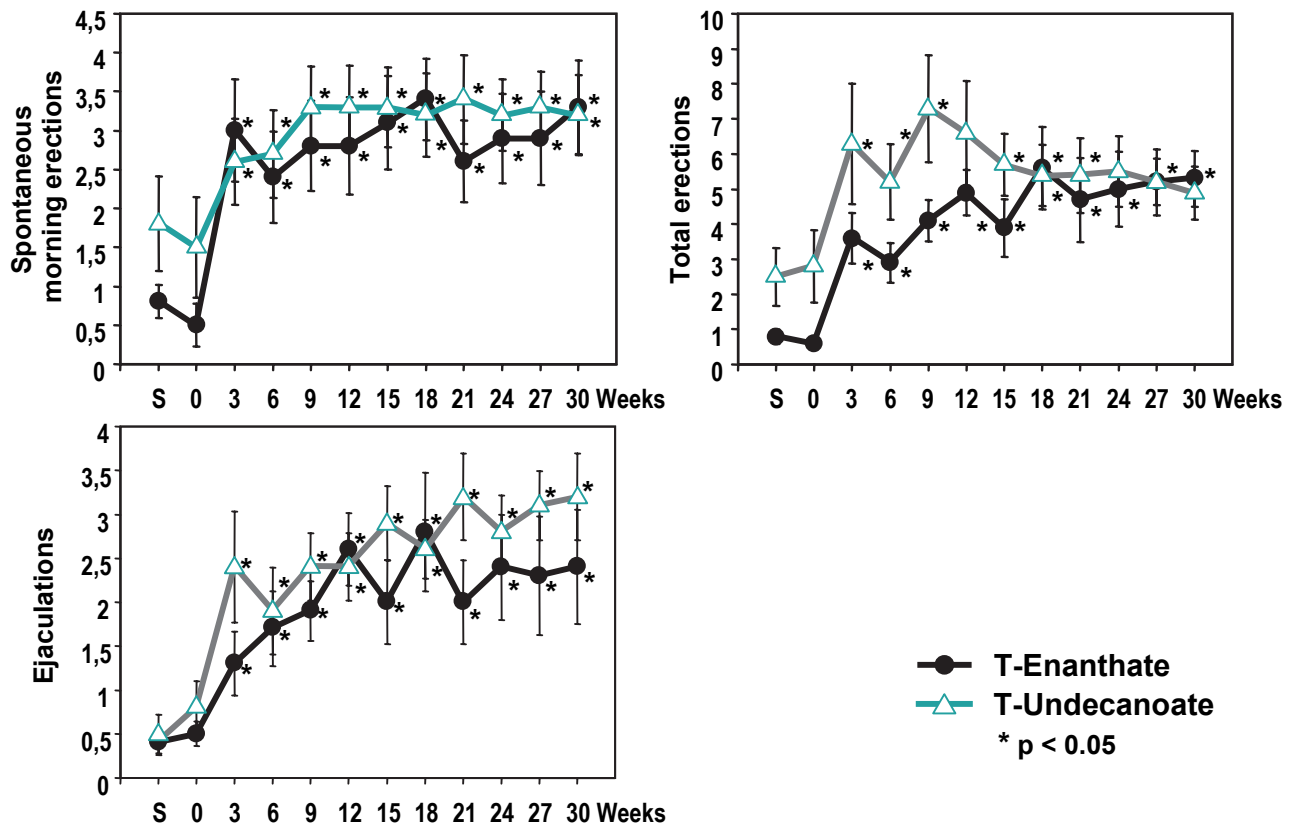 Spontaneous
morning erections
4,5
4
3,5
3
2,5
2
1,5
1
0,5
0
S 0 3 6 9 12 15 18 21 24 27 30 Weeks
* * * * * * * * * *
* * * * * * * * * *
Total erections
10
9
8
7
6
5
4
3
2
1
0
S 0 3 6 9 12 15 18 21 24 27 30 Weeks
* * * * * * * *
* * * * * * * * *
Ejaculations
4
3,5
3
2,5
2
1,5
1
0,5
0
S 0 3 6 9 12 15 18 21 24 27 30 Weeks
* * * * * * * * * *
* * * * * * * * * *
T-Enanthate
T-Undecanoate
* p < 0.05